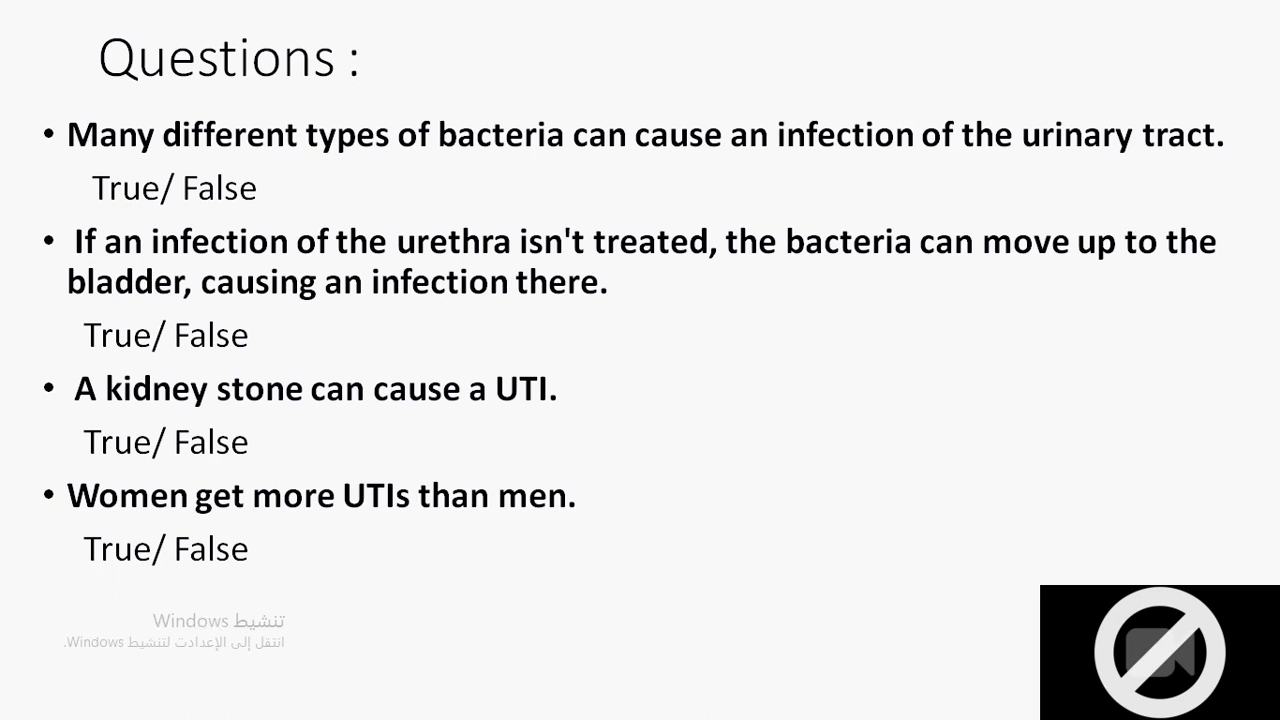 Questions :
• Many different types of bacteria can cause an infection of the urinary tract.
True/ False
• If an infection of the urethra isn't treated, the bacteria can move up to the
bladder, causing an infection there.
True/ False
• A kidney stone can cause a UTI.
True/ False
• Women get more UTIs than men.
True/ False
تنشيط Windows
انتقل إلى الإعدادت لتنشيط Windows.